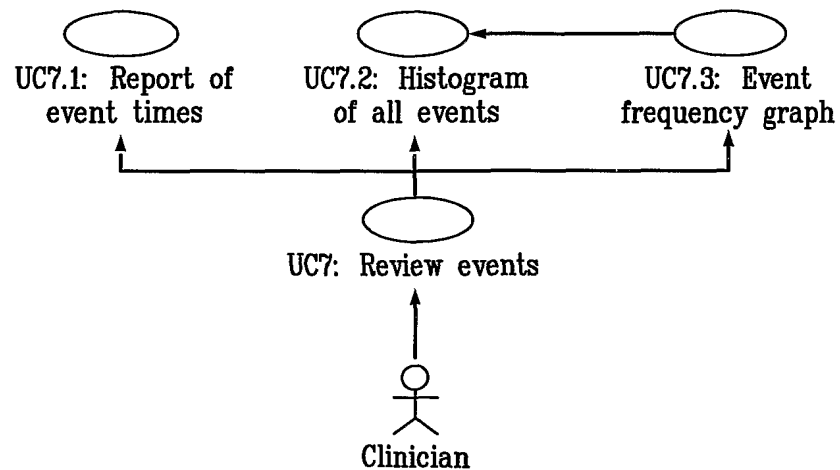 UC7.1: Report of
event times
UC7.2: Histogram
of all events
UC7.3: Event
frequency graph
UC7: Review events
Clinician